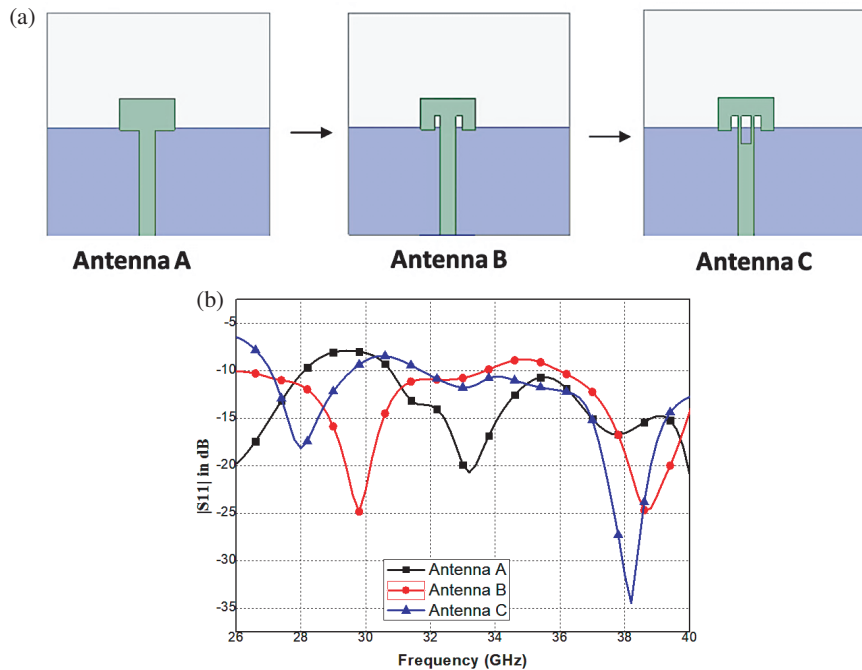 (a)
Antenna A
Antenna B
Antenna C
(b)
-5
-10
-15
-20
-25
-30
-35
|S11| in dB
Antenna A
Antenna B
Antenna C
26 28 30 32 34 36 38 40
Frequency (GHz)